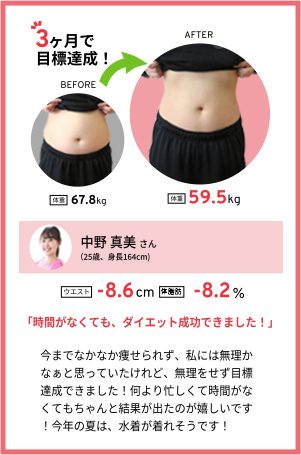 3ヶ月で
目標達成！
AFTER
BEFORE
体重 67.8kg
体重 59.5kg
中野 真美 さん
(25歳、身長164cm)
ウエスト -8.6cm 体脂肪 -8.2%
「時間がなくても、ダイエット成功できました！」
今までなかなか痩せられず、私には無理か
なぁと思っていたけれど、無理をせず目標
達成できました！何より忙しくて時間がな
くてもちゃんと結果が出たのが嬉しいです
！今年の夏は、水着が着れそうです！